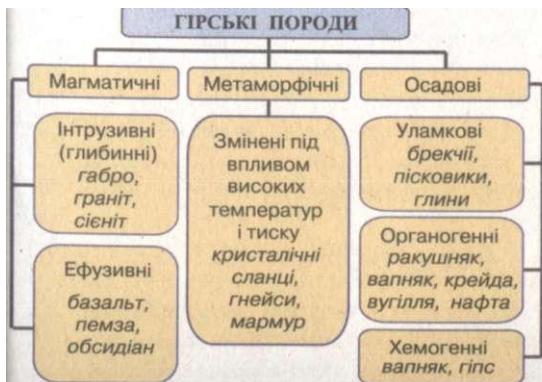 ГІРСЬКІ ПОРОДИ
Магматичні
Інтрузивні
(глибинні)
габро,
граніт,
сієніт
Ефузивні
базальт,
пемза,
обсидіан
Метаморфічні
Змінені під
впливом
високих
температур
і тиску
кристалічні
сланці,
гнейси,
мармур
Осадові
Уламкові
брекчії,
пісковики,
глини
Органогенні
ракушняк,
вапняк, крейда,
вугілля, нафта
Хемогенні
вапняк, гіпс